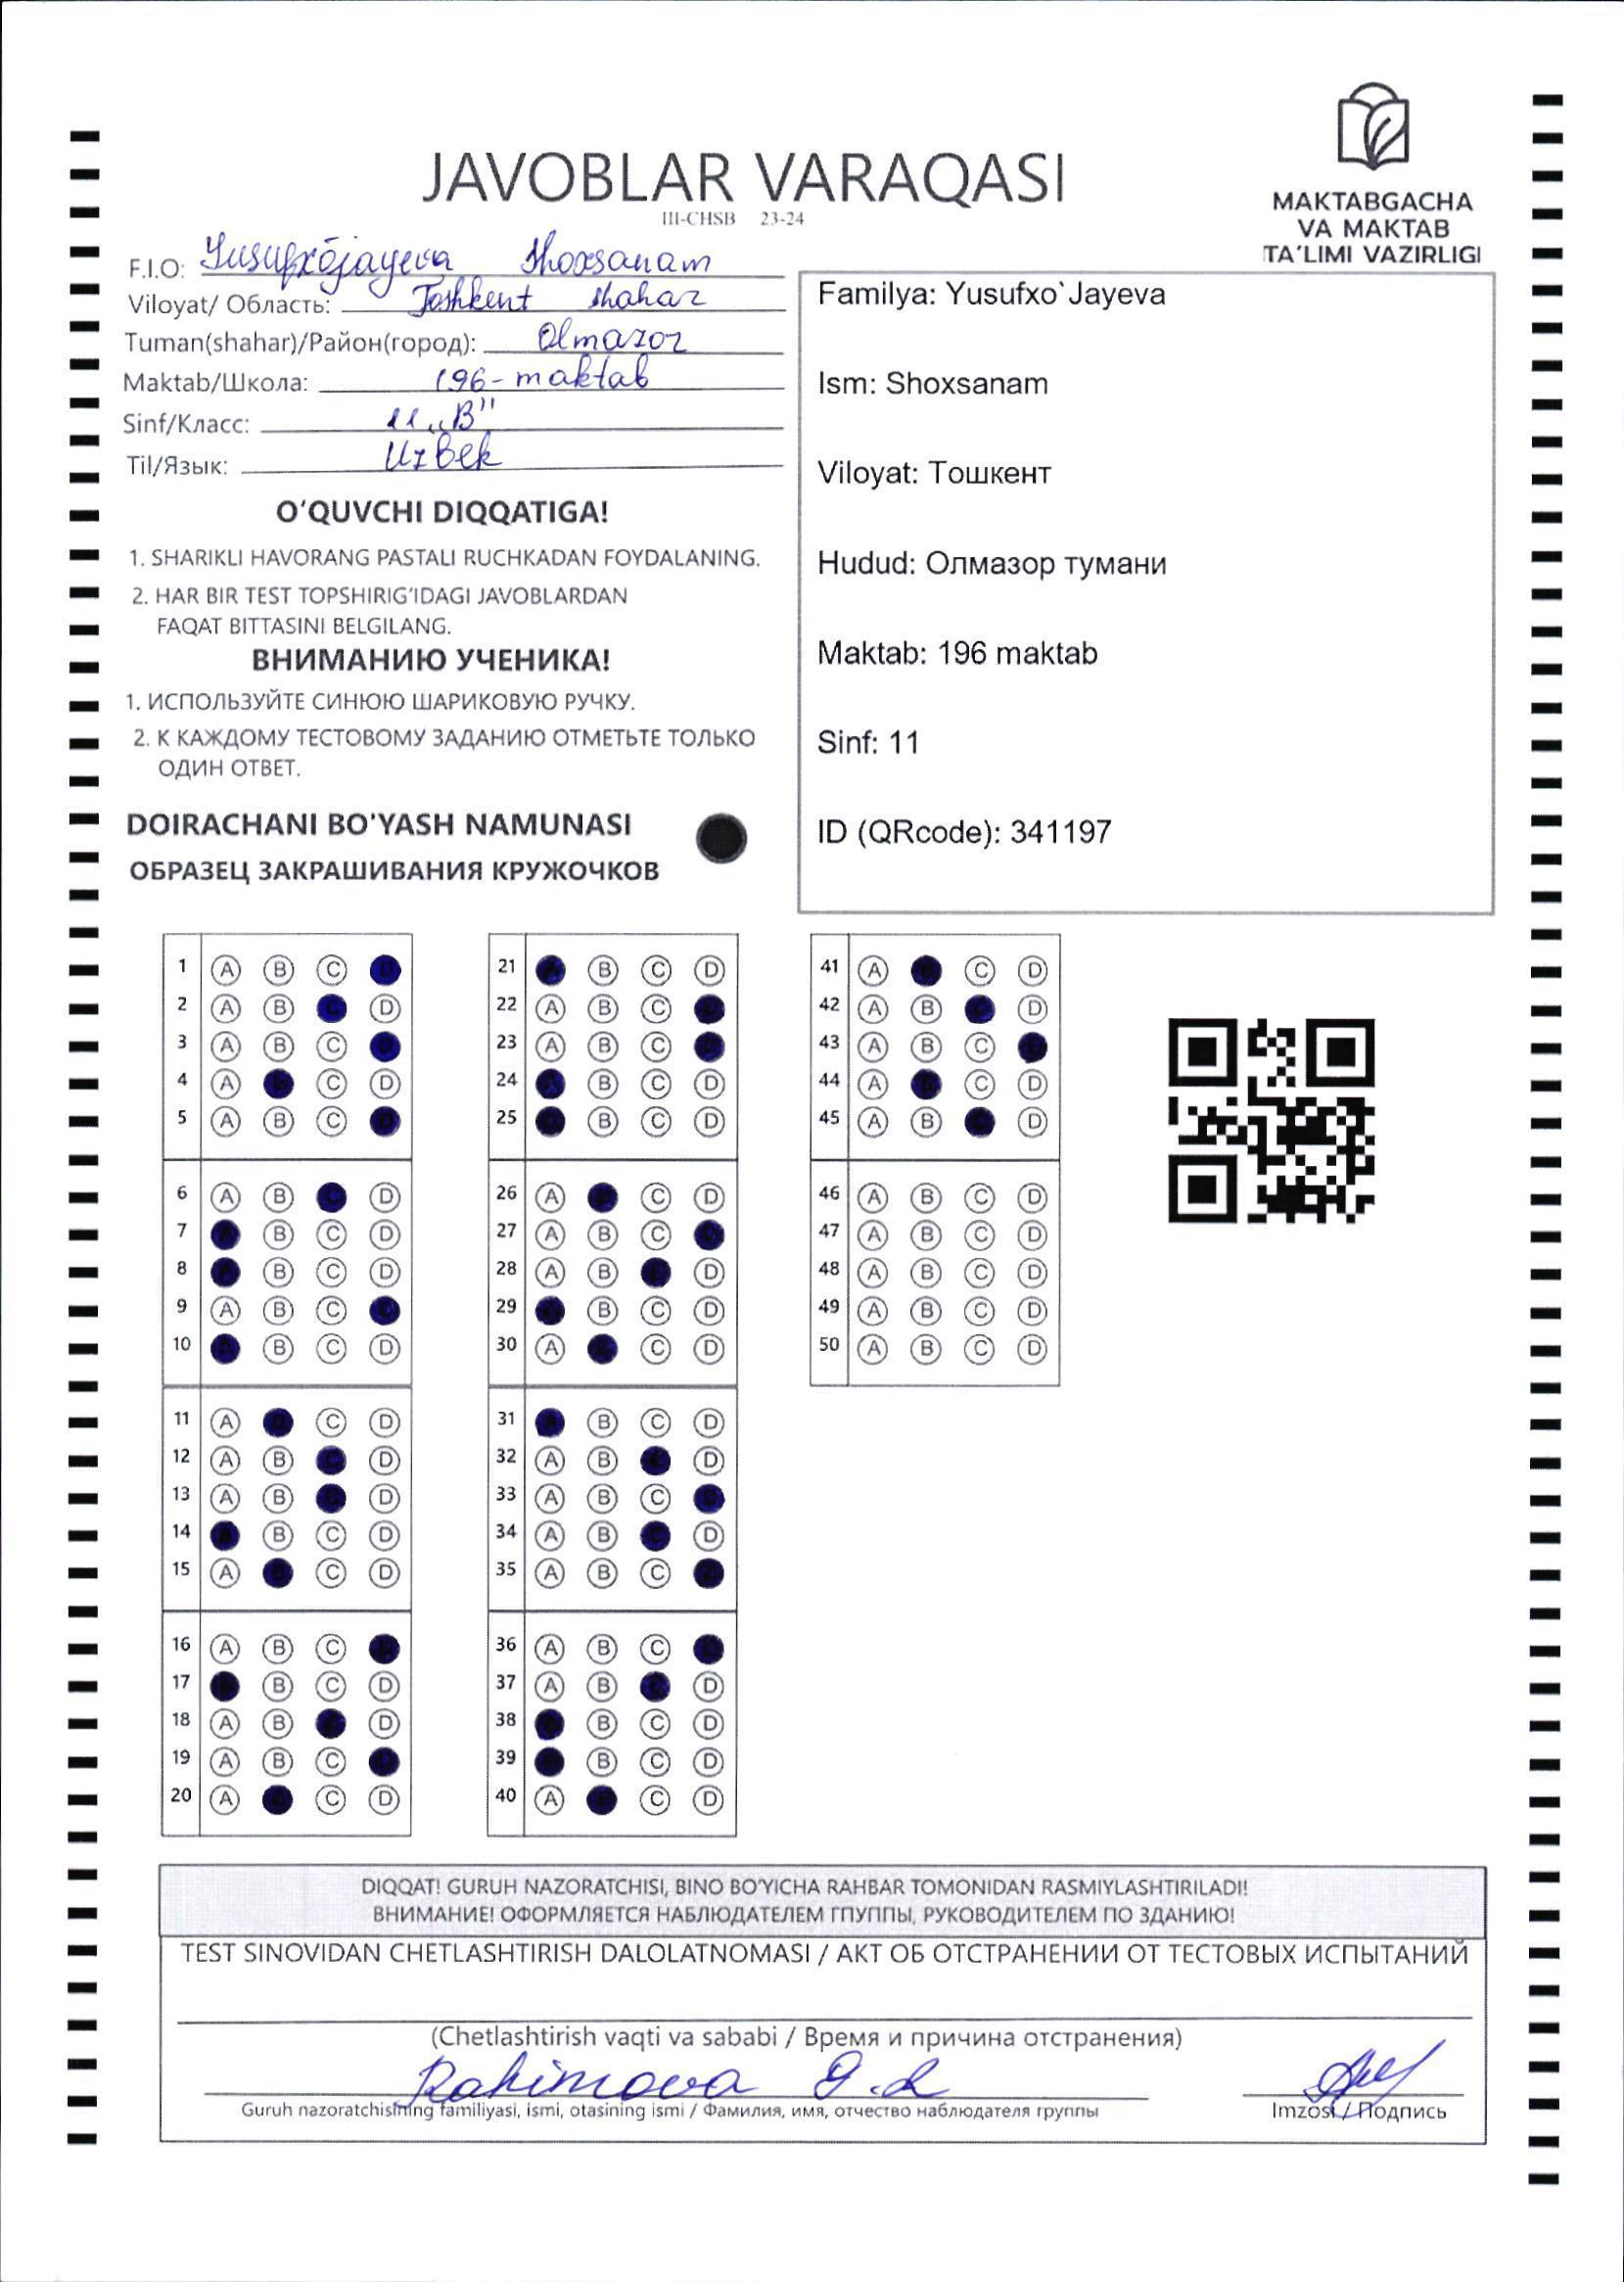 JAVOBLAR VARAQASI
III-CHSB 23-24
MAKTABGACHA
VA MAKTAB
TA'LIMI VAZIRLIGI
F.I.O: Yusufxõjayeva Shoxsanam
Viloyat/ Область: Toshkent shahar
Tuman(shahar)/Район(город): Olmazor
Maktab/Школа: 196-maktab
Sinf/Класс: 11 „B"
Til/Язык: Uzbek
O'QUVCHI DIQQATIGA!
1. SHARIKLI HAVORANG PASTALI RUCHKADAN FOYDALANING.
2. HAR BIR TEST TOPSHIRIG'IDAGI JAVOBLARDAN
FAQAT BITTASINI BELGILANG.
ВНИМАНИЮ УЧЕНИКА!
1. ИСПОЛЬЗУЙТЕ СИНЮЮ ШАРИКОВУЮ РУЧКУ.
2. К КАЖДОМУ ТЕСТОВОМУ ЗАДАНИЮ ОТМЕТЬТЕ ТОЛЬКО
ОДИН ОТВЕТ.
DOIRACHANI BO'YASH NAMUNASI
ОБРАЗЕЦ ЗАКРАШИВАНИЯ КРУЖОЧКОВ
Familya: Yusufxo`Jayeva
Ism: Shoxsanam
Viloyat: Тошкент
Hudud: Олмазор тумани
Maktab: 196 maktab
Sinf: 11
ID (QRcode): 341197
1 A B C
2 A B D
3 A B C
4 A C D
5 A B C
6 A B D
7 B C D
8 B C D
9 A B C
10 B C D
11 A C D
12 A B D
13 A B D
14 B C D
15 A C D
16 A B C
17 B C D
18 A B D
19 A B C
20 A C D
21 B C D
22 A B C
23 A B C
24 B C D
25 B C D
26 A C D
27 A B C
28 A B D
29 B C D
30 A C D
31 B C D
32 A B D
33 A B C
34 A B D
35 A B C
36 A B C
37 A B D
38 B C D
39 B C D
40 A C D
41 A C D
42 A B D
43 A B C
44 A C D
45 A B D
46 A B C D
47 A B C D
48 A B C D
49 A B C D
50 A B C D
DIQQAT! GURUH NAZORATCHISI, BINO BO'YICHA RAHBAR TOMONIDAN RASMIYLASHTIRILADI!
ВНИМАНИЕ! ОФОРМЛЯЕТСЯ НАБЛЮДАТЕЛЕМ ГПУППЫ, РУКОВОДИТЕЛЕМ ПО ЗДАНИЮ!
TEST SINOVIDAN CHETLASHTIRISH DALOLATNOMASI / АКТ ОБ ОТСТРАНЕНИИ ОТ ТЕСТОВЫХ ИСПЫТАНИЙ
(Chetlashtirish vaqti va sababi / Время и причина отстранения)
Rahimova
Guruh nazoratchisining familiyasi, ismi, otasining ismi / Фамилия, имя, отчество наблюдателя группы
Imzosi / Подпись